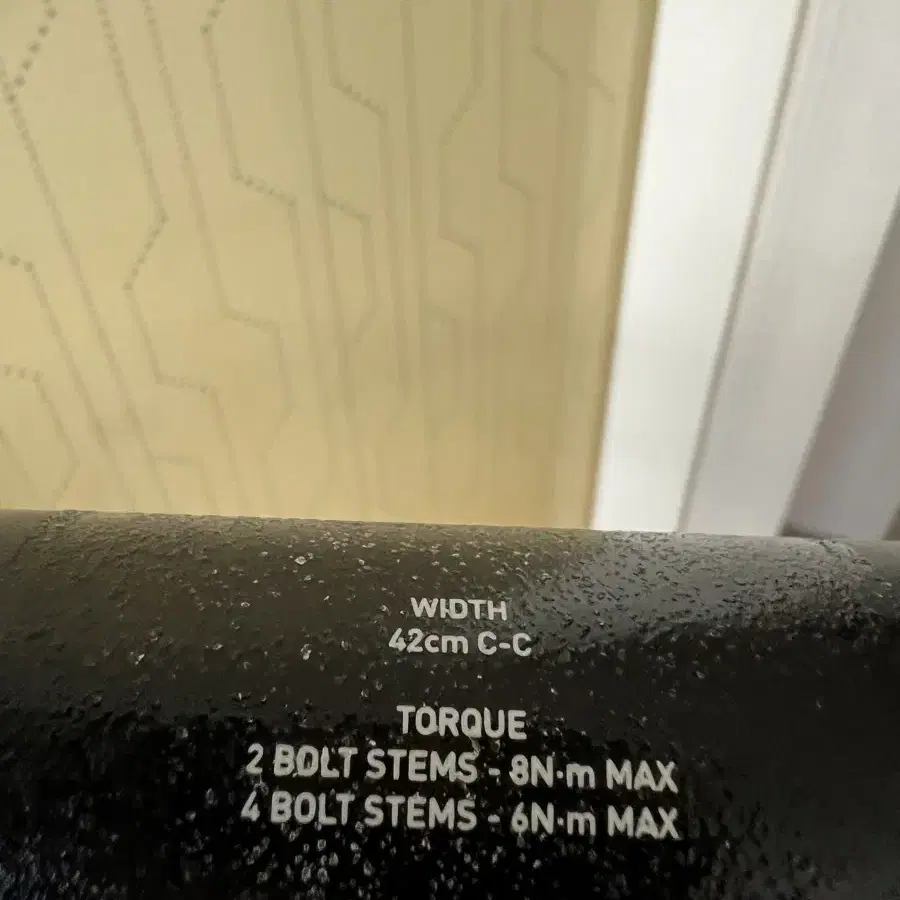 WIDTH
42cm C-C
TORQUE
2 BOLT STEMS - 8N·m MAX
4 BOLT STEMS - 6N·m MAX